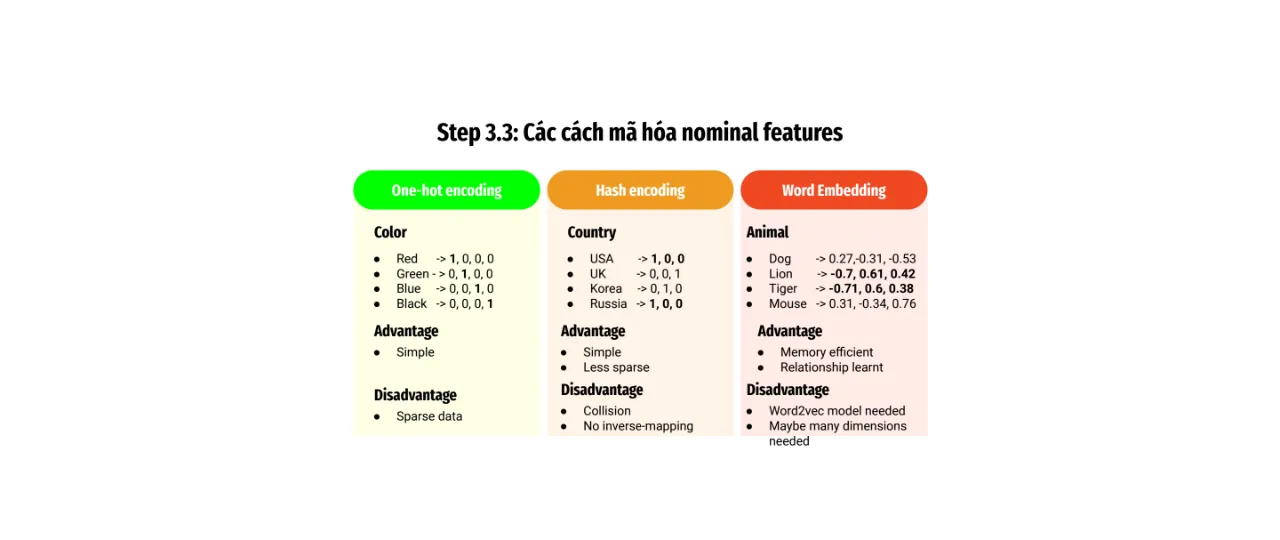 Step 3.3: Các cách mã hóa nominal features
One-hot encoding
Color
● Red -> 1, 0, 0, 0
● Green - > 0, 1, 0, 0
● Blue -> 0, 0, 1, 0
● Black -> 0, 0, 0, 1
Advantage
● Simple
Disadvantage
● Sparse data
Hash encoding
Country
● USA -> 1, 0, 0
● UK -> 0, 0, 1
● Korea -> 0, 1, 0
● Russia -> 1, 0, 0
Advantage
● Simple
● Less sparse
Disadvantage
● Collision
● No inverse-mapping
Word Embedding
Animal
● Dog -> 0.27,-0.31, -0.53
● Lion -> -0.7, 0.61, 0.42
● Tiger -> -0.71, 0.6, 0.38
● Mouse -> 0.31, -0.34, 0.76
Advantage
● Memory efficient
● Relationship learnt
Disadvantage
● Word2vec model needed
● Maybe many dimensions
needed